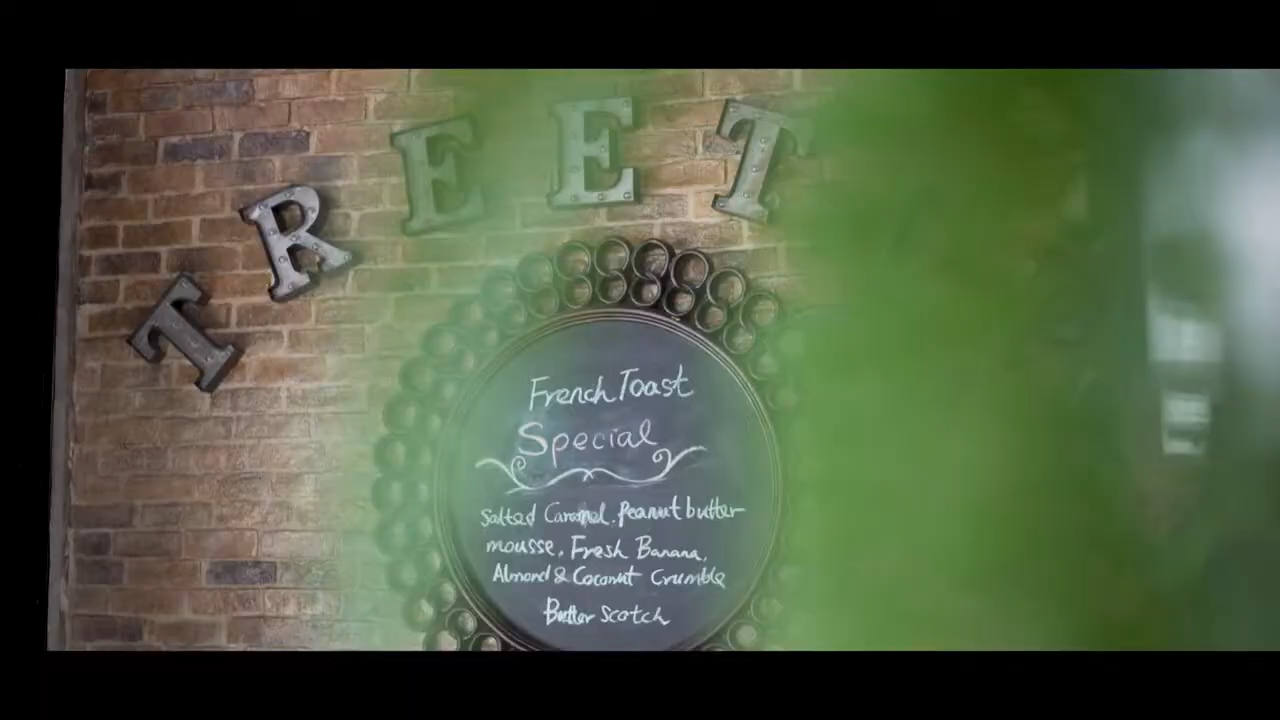 TREET
French Toast
Special
Salted Caramel, Peanut butter
mousse, Fresh Banana,
Almond & Coconut Crumble
Butter scotch